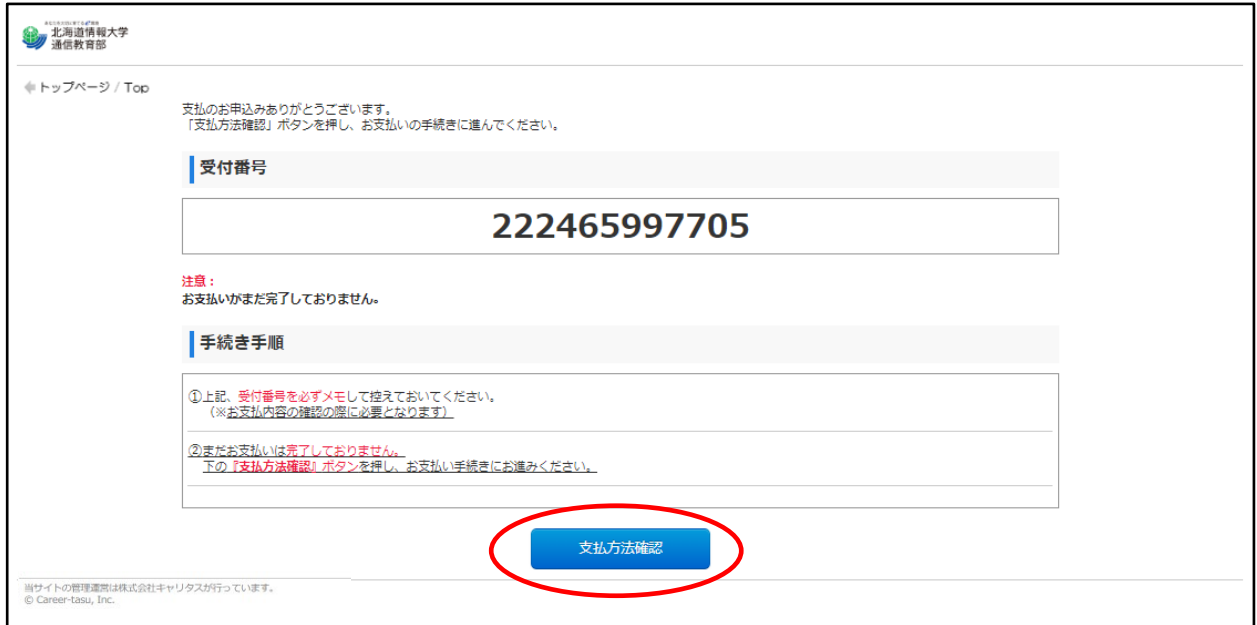 北海道情報大学
通信教育部
トップページ / Top
支払のお申込みありがとうございます。
「支払方法確認」ボタンを押し、お支払いの手続きに進んでください。
受付番号
222465997705
注意：
お支払いがまだ完了しておりません。
手続き手順
①上記、受付番号を必ずメモして控えておいてください。
（※お支払内容の確認の際に必要となります）
②まだお支払いは完了しておりません。
下の『支払方法確認』ボタンを押し、お支払い手続きにお進みください。
支払方法確認
当サイトの管理運営は株式会社キャリタスが行っています。
© Career-tasu, Inc.